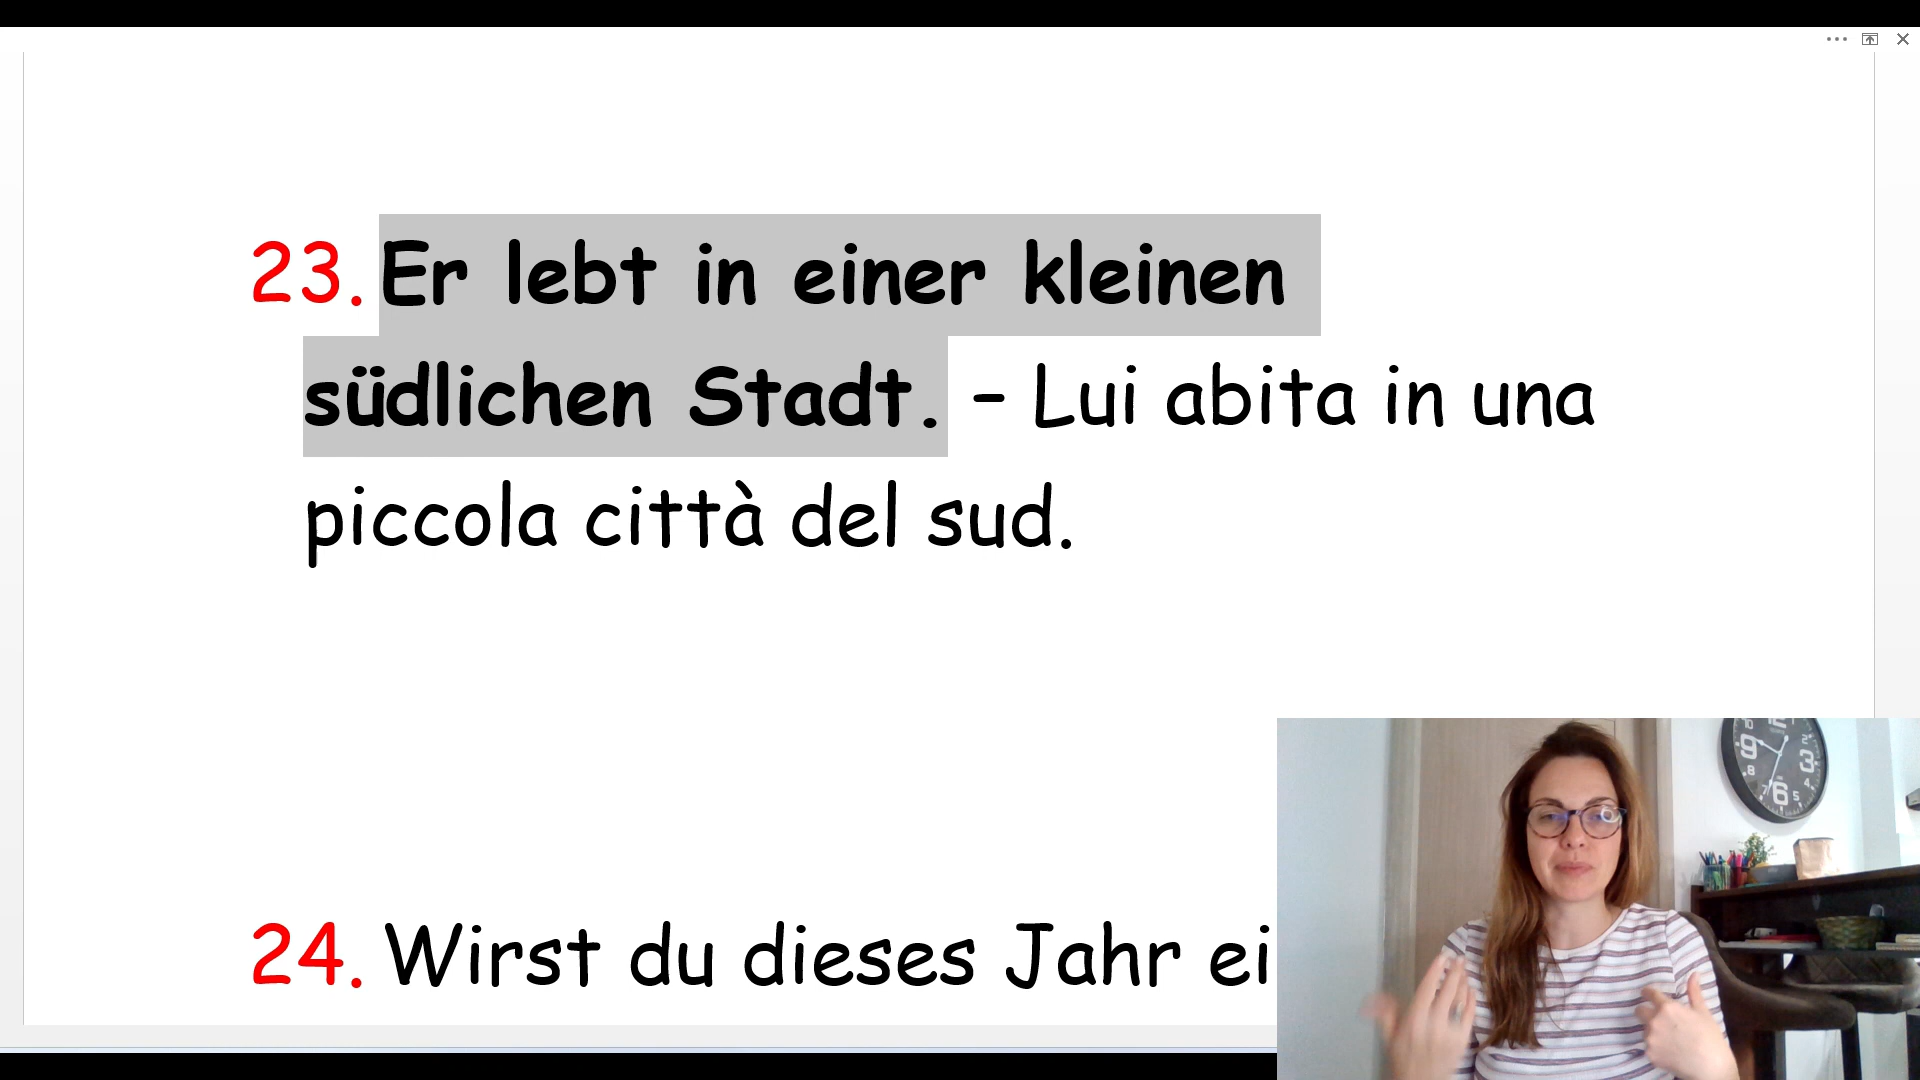 23. Er lebt in einer kleinen
südlichen Stadt. – Lui abita in una
piccola città del sud.
24. Wirst du dieses Jahr ei